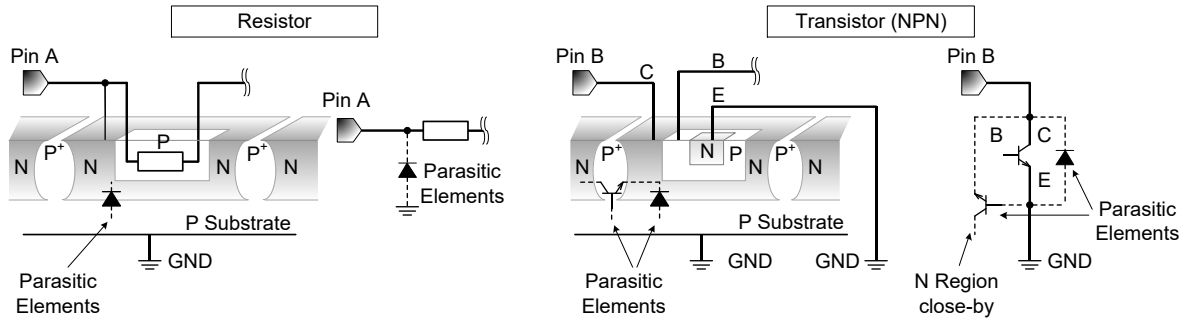 Resistor
Pin A
P
N
P+
N
N
P+
N
P Substrate
GND
Parasitic
Elements
Pin A
Parasitic
Elements
Transistor (NPN)
Pin B
C
B
E
N
P+
N
P
N
P+
N
P Substrate
GND
GND
Parasitic
Elements
Pin B
B
C
E
Parasitic
Elements
GND
N Region
close-by